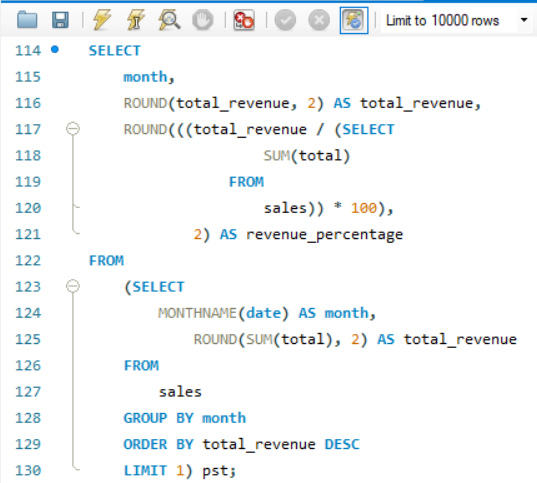 Limit to 10000 rows
114 SELECT
115 month,
116 ROUND(total_revenue, 2) AS total_revenue,
117 ROUND(((total_revenue / (SELECT
118 SUM(total)
119 FROM
120 sales)) * 100),
121 2) AS revenue_percentage
122 FROM
123 (SELECT
124 MONTHNAME(date) AS month,
125 ROUND(SUM(total), 2) AS total_revenue
126 FROM
127 sales
128 GROUP BY month
129 ORDER BY total_revenue DESC
130 LIMIT 1) pst;